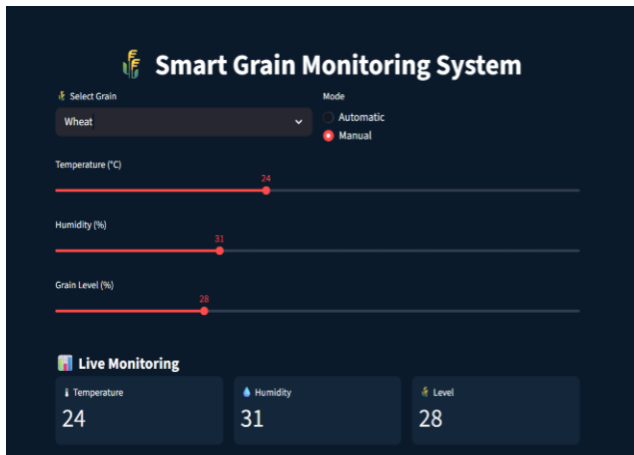 Smart Grain Monitoring System
Select Grain
Mode
Wheat
Automatic
Manual
Temperature (°C)
24
Humidity (%)
31
Grain Level (%)
28
Live Monitoring
Temperature
Humidity
Level
24
31
28